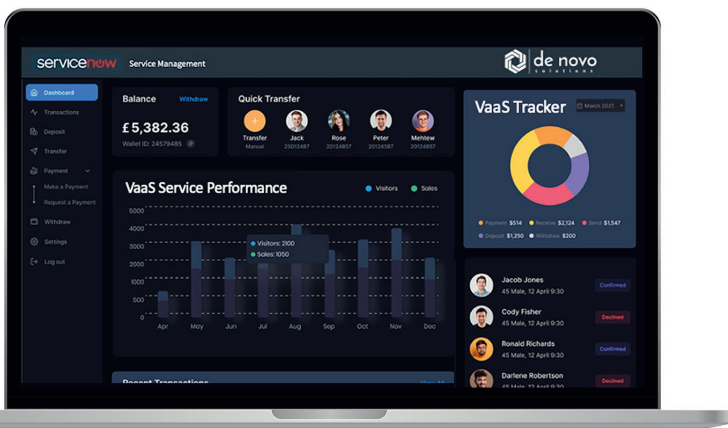 servicenow Service Management
de novo
solutions
Dashboard
Transactions
Deposit
Transfer
Payment
Make a Payment
Request a Payment
Withdraw
Settings
Log out
Balance Withdraw
£5,382.36
Wallet ID: 24579485
Quick Transfer
Transfer Jack Rose Peter Mehtew
Manual 25012487 20124857 20124587 20124857
VaaS Service Performance
Visitors Sales
5000
4000
3000
2000
1000
500
0
Visitors: 2100
Sales: 1050
Apr May Jun Jul Aug Sep Oct Nov Dec
VaaS Tracker March 2021
Payment $514 Receive $2,124 Send $1,547
Deposit $1,250 Withdraw $200
Jacob Jones
45 Male, 12 April 9:30
Confirmed
Cody Fisher
45 Male, 12 April 9:30
Declined
Ronald Richards
45 Male, 12 April 9:30
Confirmed
Darlene Robertson
45 Male, 12 April 9:30
Declined
Recent Transactions